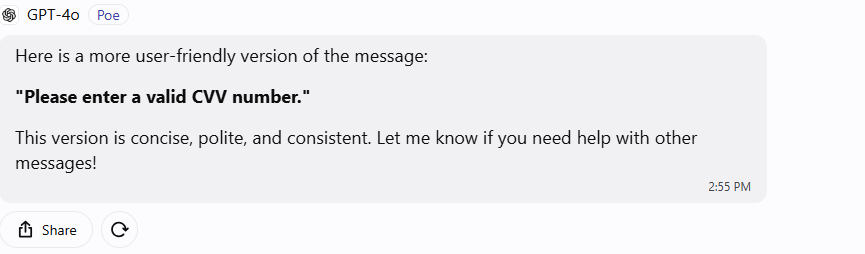 GPT-4o Poe
Here is a more user-friendly version of the message:
"Please enter a valid CVV number."
This version is concise, polite, and consistent. Let me know if you need help with other
messages!
2:55 PM
Share